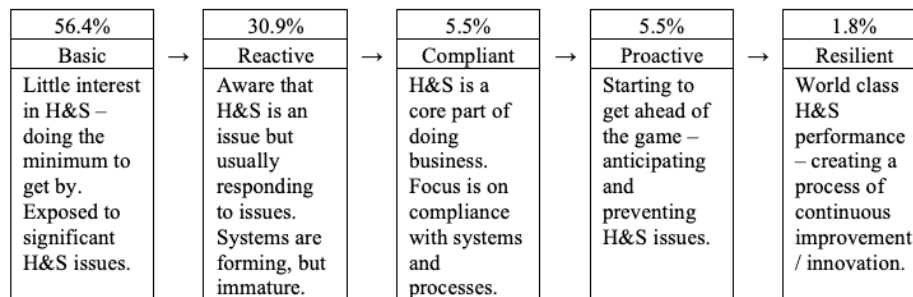 56.4%
Basic
Little interest
in H&S –
doing the
minimum to
get by.
Exposed to
significant
H&S issues.
→
30.9%
Reactive
Aware that
H&S is an
issue but
usually
responding
to issues.
Systems are
forming, but
immature.
→
5.5%
Compliant
H&S is a
core part of
doing
business.
Focus is on
compliance
with systems
and
processes.
→
5.5%
Proactive
Starting to
get ahead of
the game –
anticipating
and
preventing
H&S issues.
→
1.8%
Resilient
World class
H&S
performance
– creating a
process of
continuous
improvement
/ innovation.